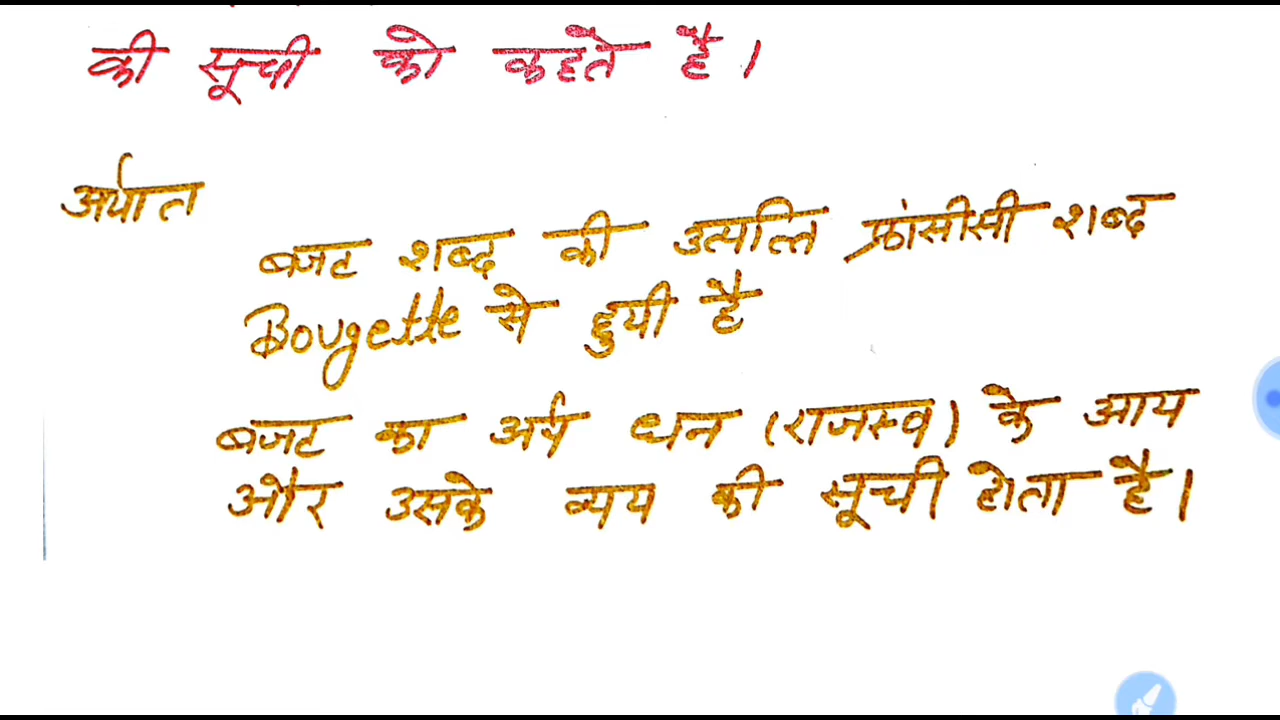 की सूची को कहते है।
अर्थात
बजट शब्द की उत्पत्ति फ्रांसीसी शब्द
Bougette से हुयी है
बजट का अर्थ धन (राजस्व) के आय
और उसके व्यय की सूची होता है।